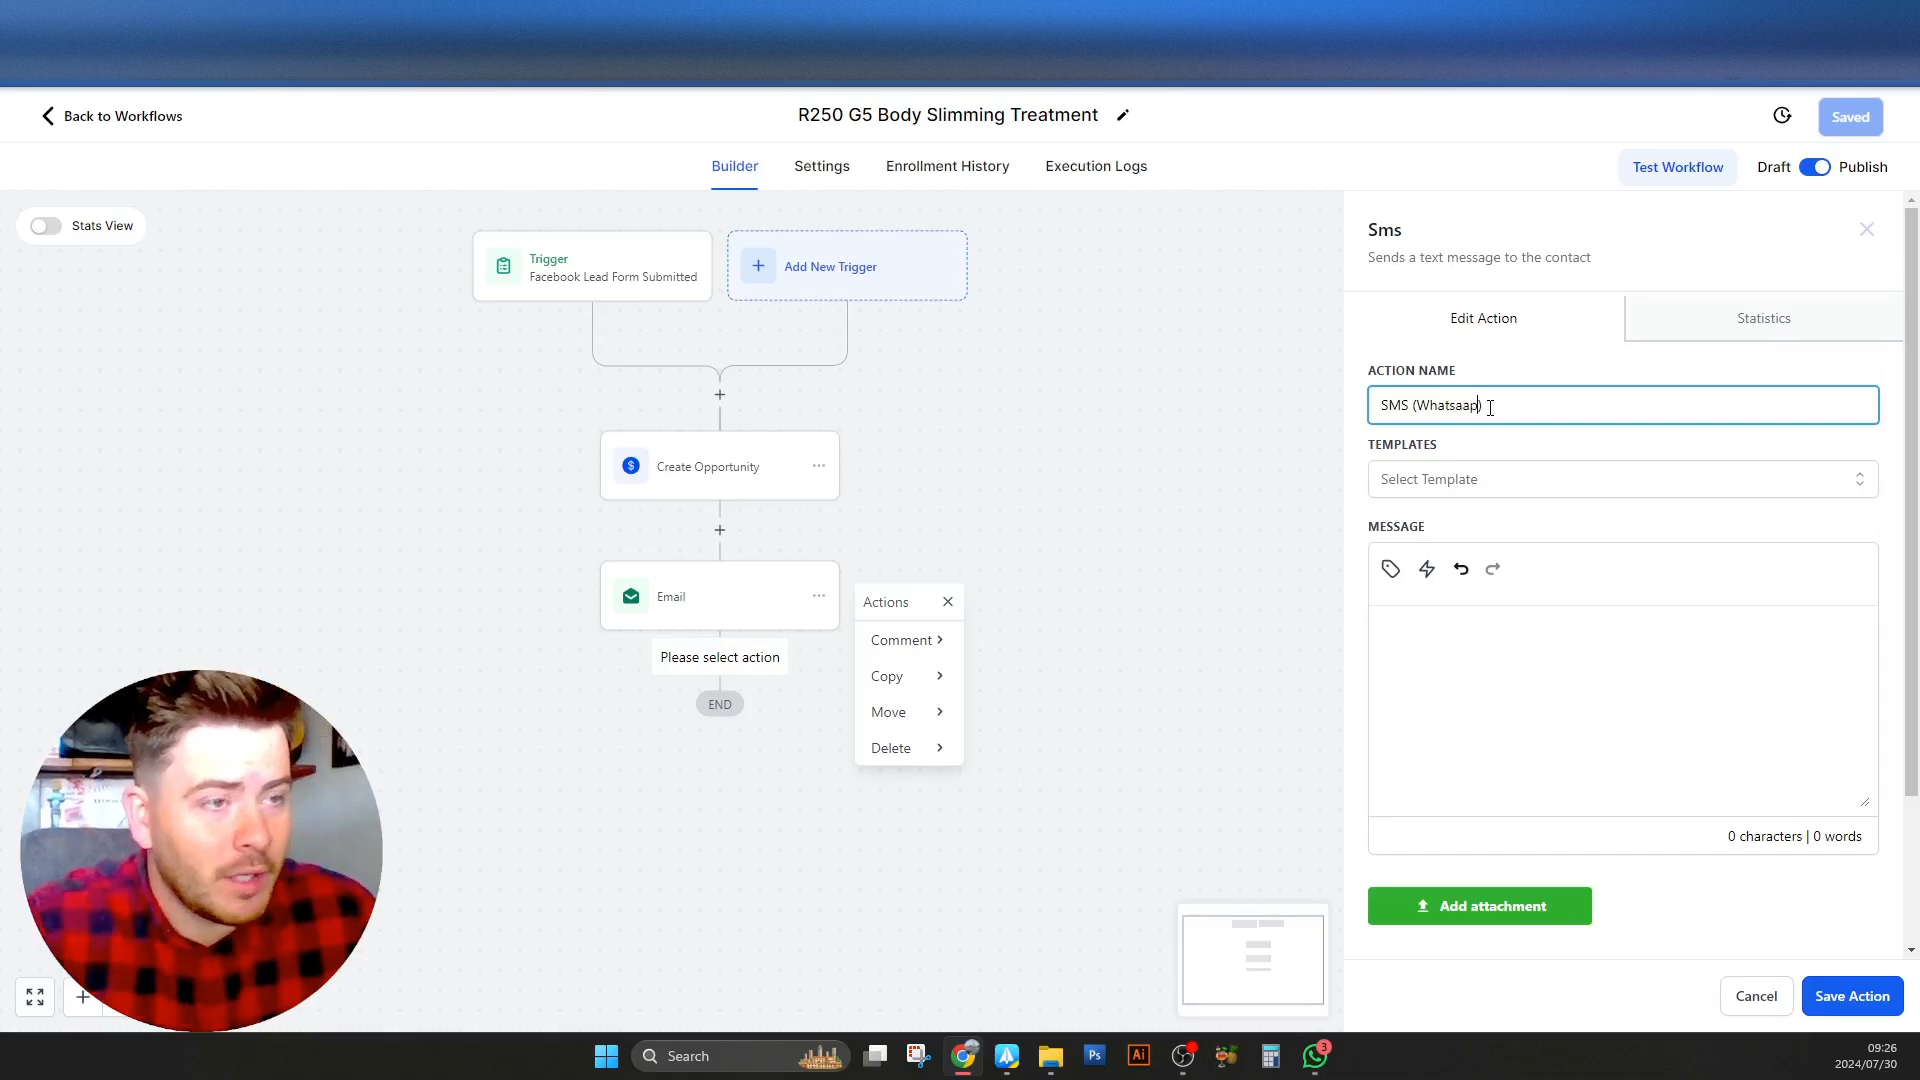 Back to Workflows
R250 G5 Body Slimming Treatment
Saved
Builder
Settings
Enrollment History
Execution Logs
Test Workflow
Draft
Publish
Stats View
Trigger
Facebook Lead Form Submitted
Add New Trigger
Create Opportunity
Email
Please select action
END
Actions
Comment
Copy
Move
Delete
Sms
Sends a text message to the contact
Edit Action
Statistics
ACTION NAME
SMS (Whatsaap)
TEMPLATES
Select Template
MESSAGE
0 characters | 0 words
Add attachment
Cancel
Save Action
Search
Ps
Ai
3
09:26
2024/07/30